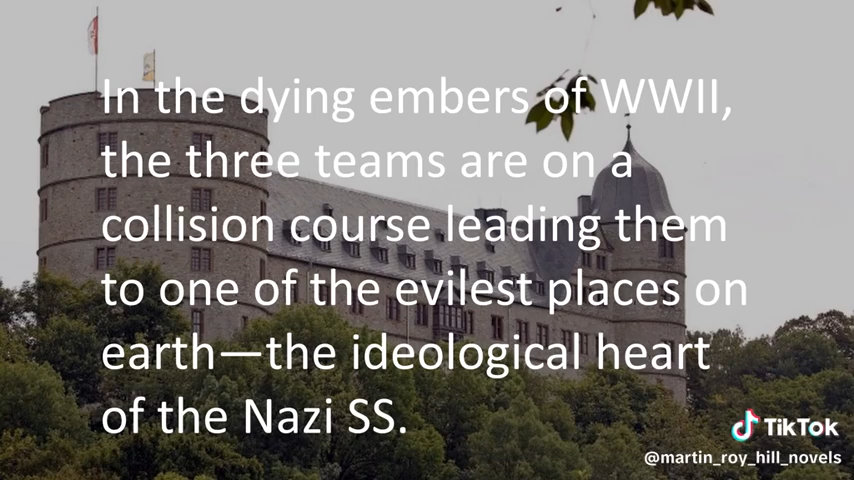 In the dying embers of WWII,
the three teams are on a
collision course leading them
to one of the evilest places on
earth—the ideological heart
of the Nazi SS.
TikTok
@martin_roy_hill_novels